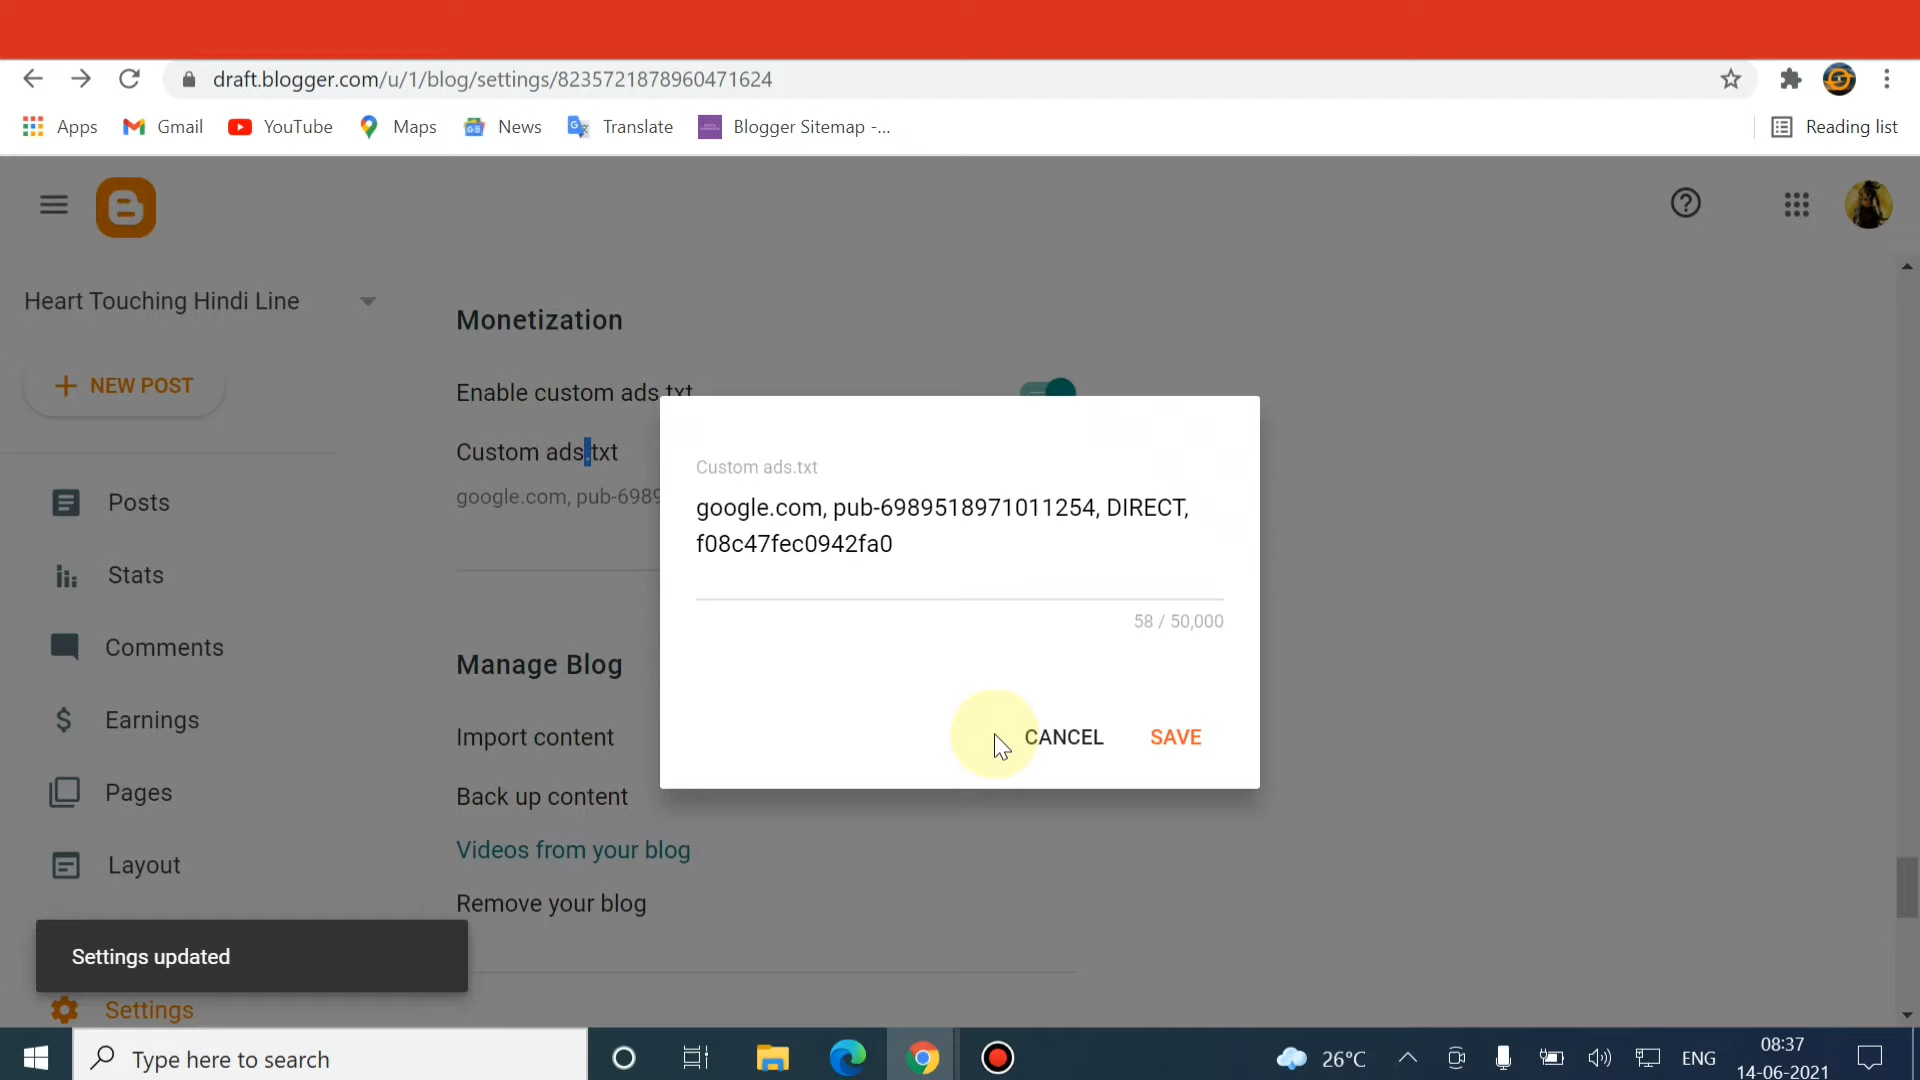 draft.blogger.com/u/1/blog/settings/8235721878960471624
Apps Gmail YouTube Maps News Translate Blogger Sitemap -... Reading list
Heart Touching Hindi Line
NEW POST
Posts
Stats
Comments
Earnings
Pages
Layout
Settings
Monetization
Enable custom ads.txt
Custom ads.txt
google.com, pub-6989
Manage Blog
Import content
Back up content
Videos from your blog
Remove your blog
Custom ads.txt
google.com, pub-6989518971011254, DIRECT,
f08c47fec0942fa0
58 / 50,000
CANCEL SAVE
Settings updated
Type here to search
26°C
ENG
08:37
14-06-2021